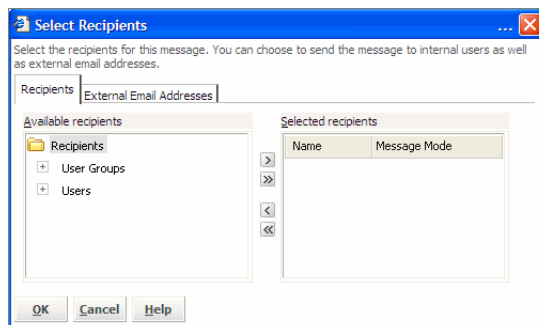 Select Recipients
Select the recipients for this message. You can choose to send the message to internal users as well
as external email addresses.
Recipients
External Email Addresses
Available recipients
Selected recipients
Recipients
User Groups
Users
Name
Message Mode
OK
Cancel
Help